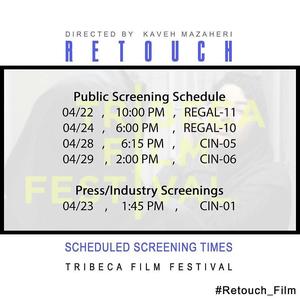 DIRECTED BY KAVEH MAZAHERI
RETOUCH
Public Screening Schedule
04/22 , 10:00 PM , REGAL-11
04/24 , 6:00 PM , REGAL-10
04/28 , 6:15 PM , CIN-05
04/29 , 2:00 PM , CIN-06
Press/Industry Screenings
04/23 , 1:45 PM , CIN-01
SCHEDULED SCREENING TIMES
TRIBECA FILM FESTIVAL
#Retouch_Film